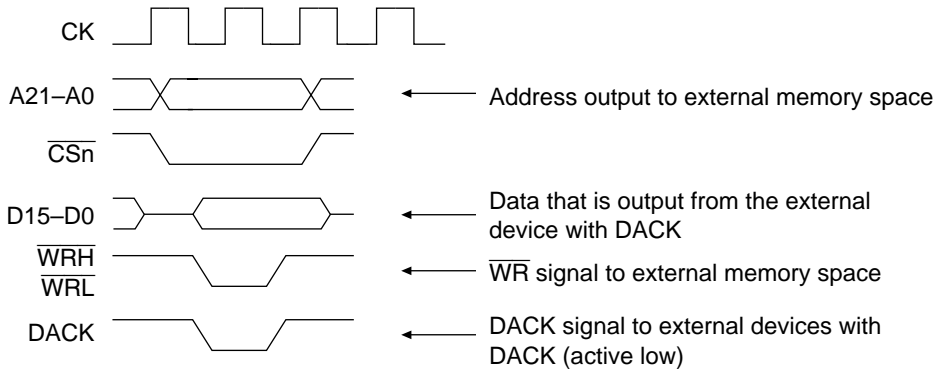 CK
A21–A0
Address output to external memory space
CSn
D15–D0
Data that is output from the external
device with DACK
WRH
WRL
WR signal to external memory space
DACK
DACK signal to external devices with
DACK (active low)